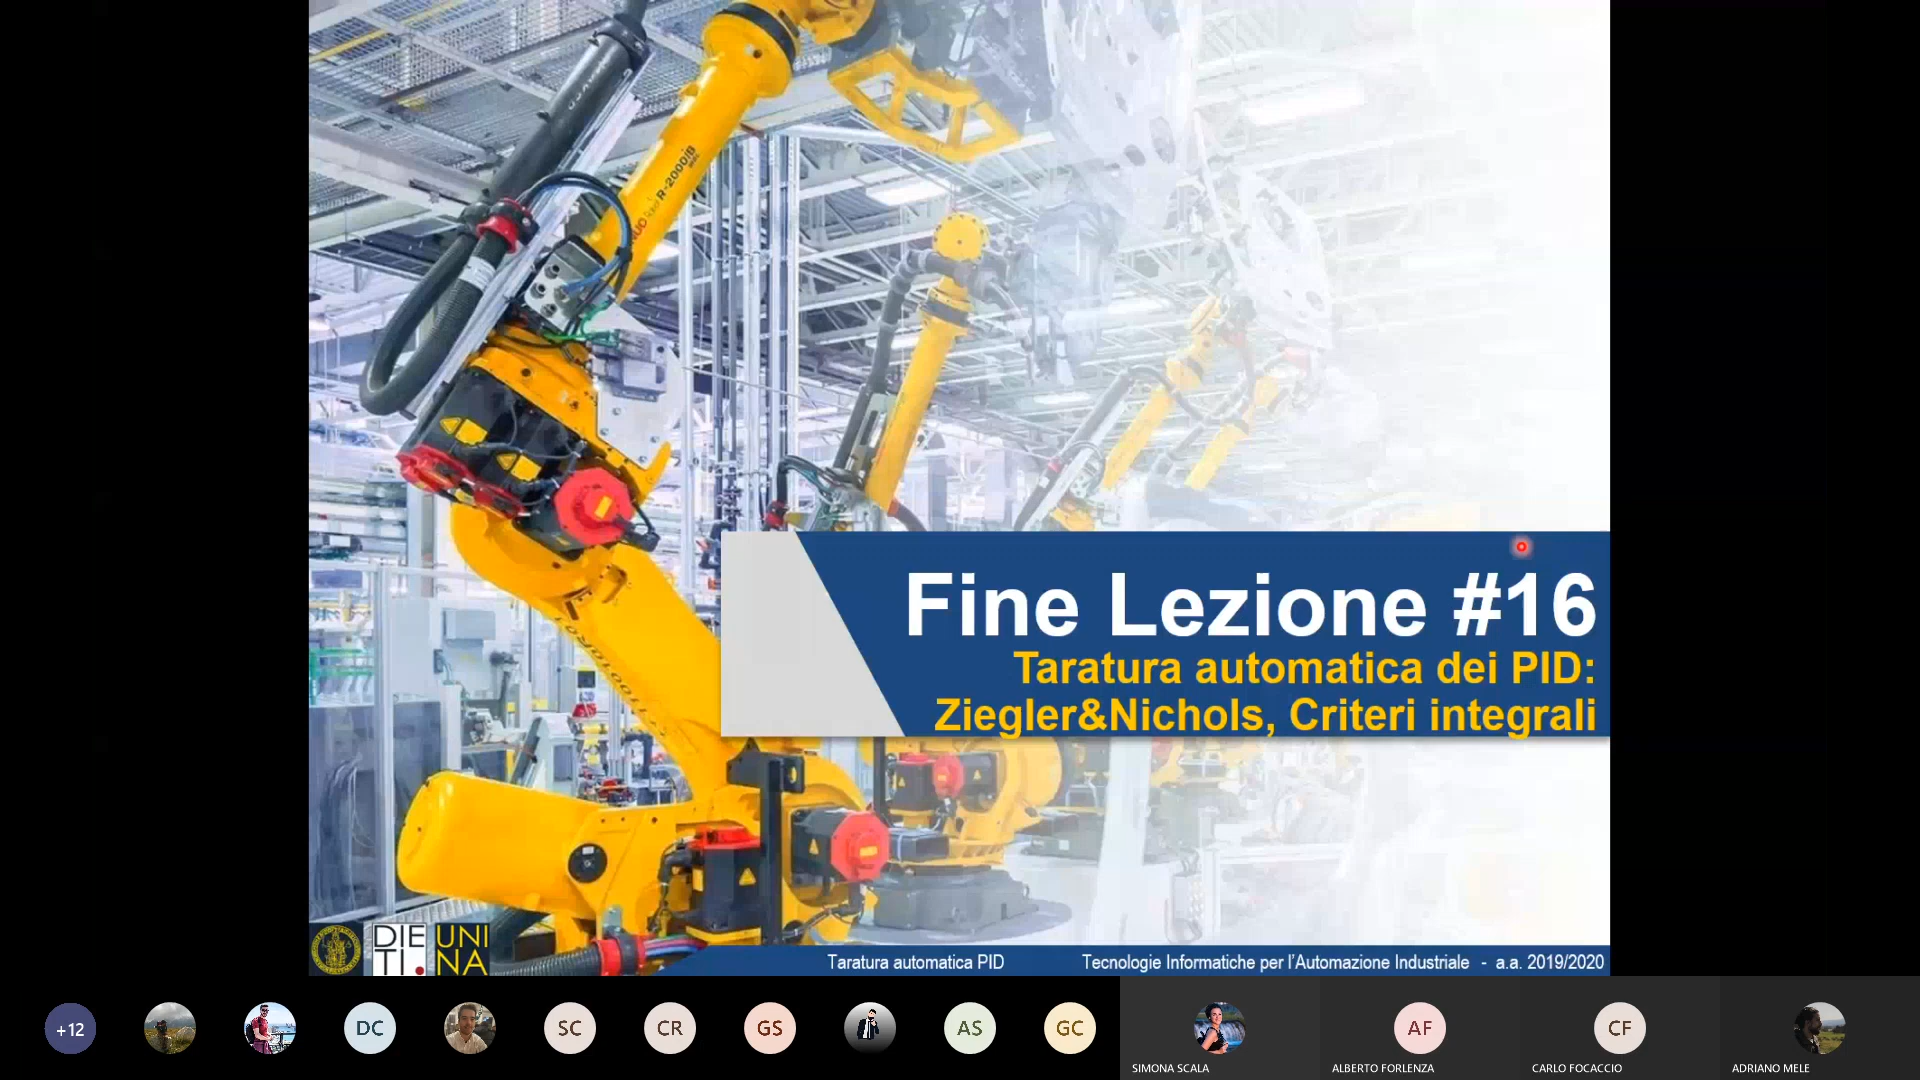 R-2000iB
Fine Lezione #16
Taratura automatica dei PID:
Ziegler&Nichols, Criteri integrali
DIE
TI.
UNI
NA
Taratura automatica PID
Tecnologie Informatiche per l'Automazione Industriale - a.a. 2019/2020
+12
DC
SC
CR
GS
AS
GC
AF
CF
SIMONA SCALA
ALBERTO FORLENZA
CARLO FOCACCIO
ADRIANO MELE